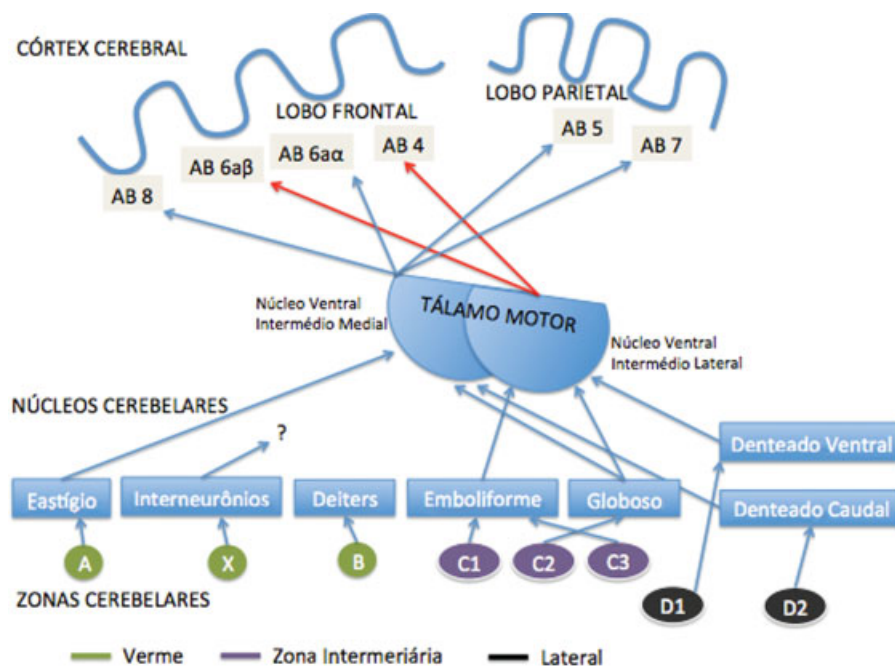 CÓRTEX CEREBRAL
LOBO FRONTAL
LOBO PARIETAL
AB 8
AB 6aβ
AB 6aα
AB 4
AB 5
AB 7
Núcleo Ventral
Intermédio Medial
TÁLAMO MOTOR
Núcleo Ventral
Intermédio Lateral
NÚCLEOS CEREBELARES
?
Denteado Ventral
Eastígio
Interneurônios
Deiters
Emboliforme
Globoso
Denteado Caudal
A
X
B
C1
C2
C3
D1
D2
ZONAS CEREBELARES
Verme
Zona Intermeriária
Lateral